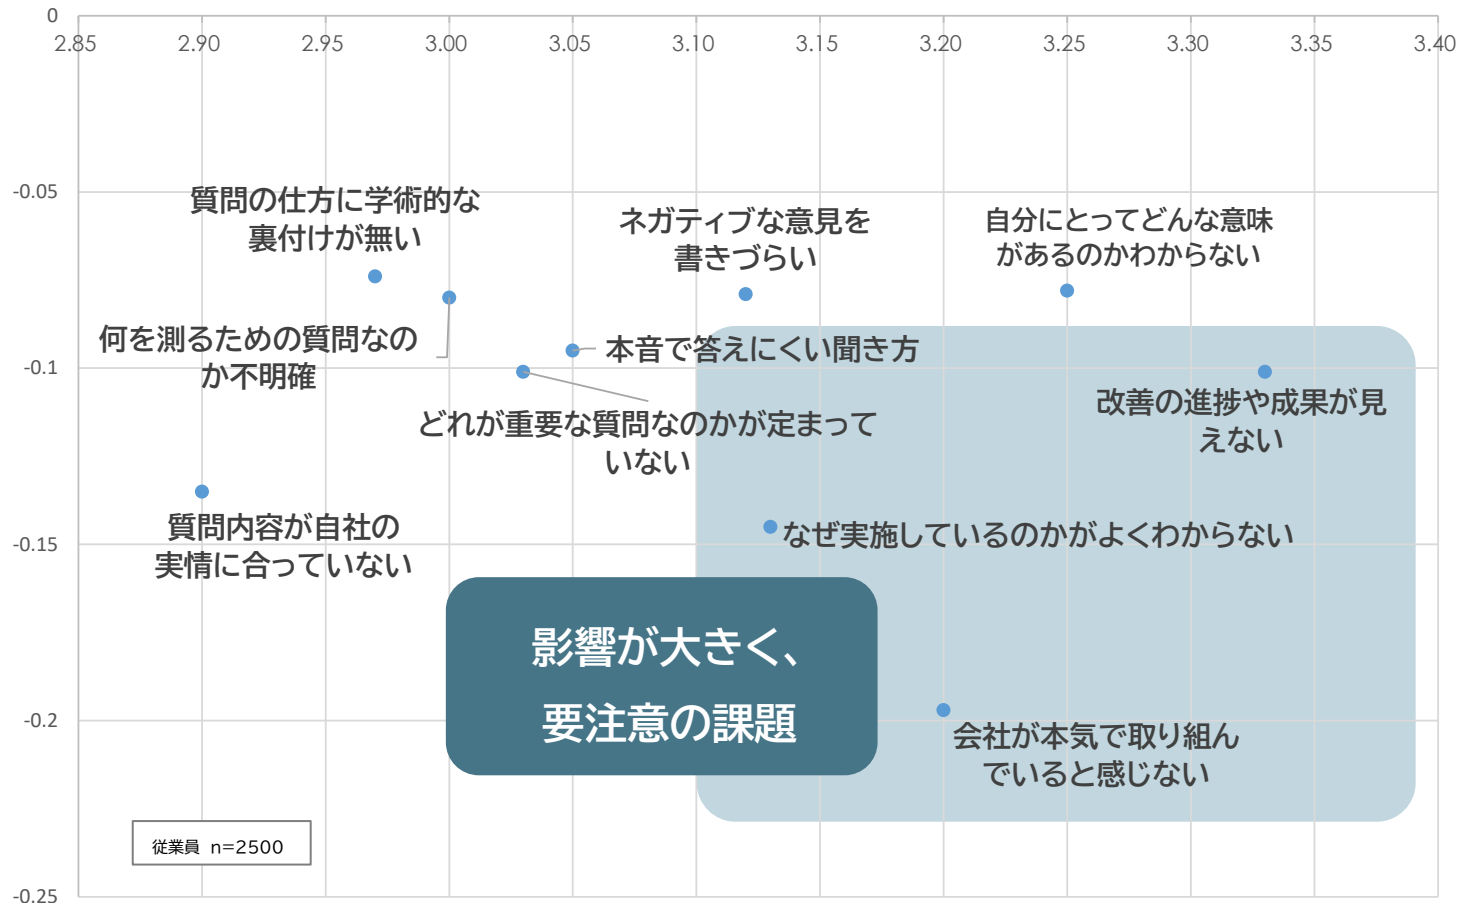 0
2.85 2.90 2.95 3.00 3.05 3.10 3.15 3.20 3.25 3.30 3.35 3.40
-0.05
質問の仕方に学術的な
裏付けが無い
ネガティブな意見を
書きづらい
自分にとってどんな意味
があるのかわからない
何を測るための質問なの
か不明確
本音で答えにくい聞き方
-0.1
改善の進捗や成果が見
えない
どれが重要な質問なのかが定まって
いない
質問内容が自社の
実情に合っていない
なぜ実施しているのかがよくわからない
-0.15
影響が大きく、
要注意の課題
-0.2
会社が本気で取り組ん
でいると感じない
従業員 n=2500
-0.25